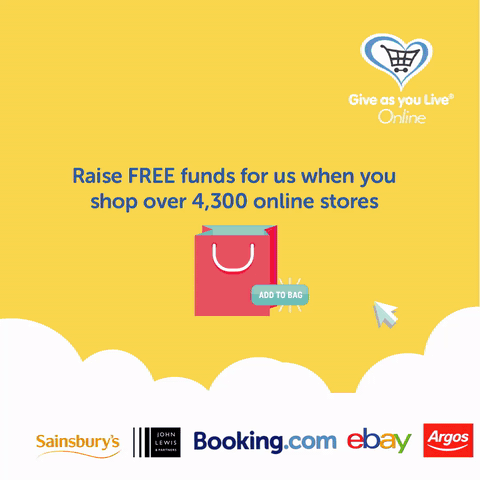 Give as you Live®
Online
Raise FREE funds for us when you
shop over 4,300 online stores
ADD TO BAG
Sainsbury's
JOHN
LEWIS
& PARTNERS
Booking.com
ebay
Argos